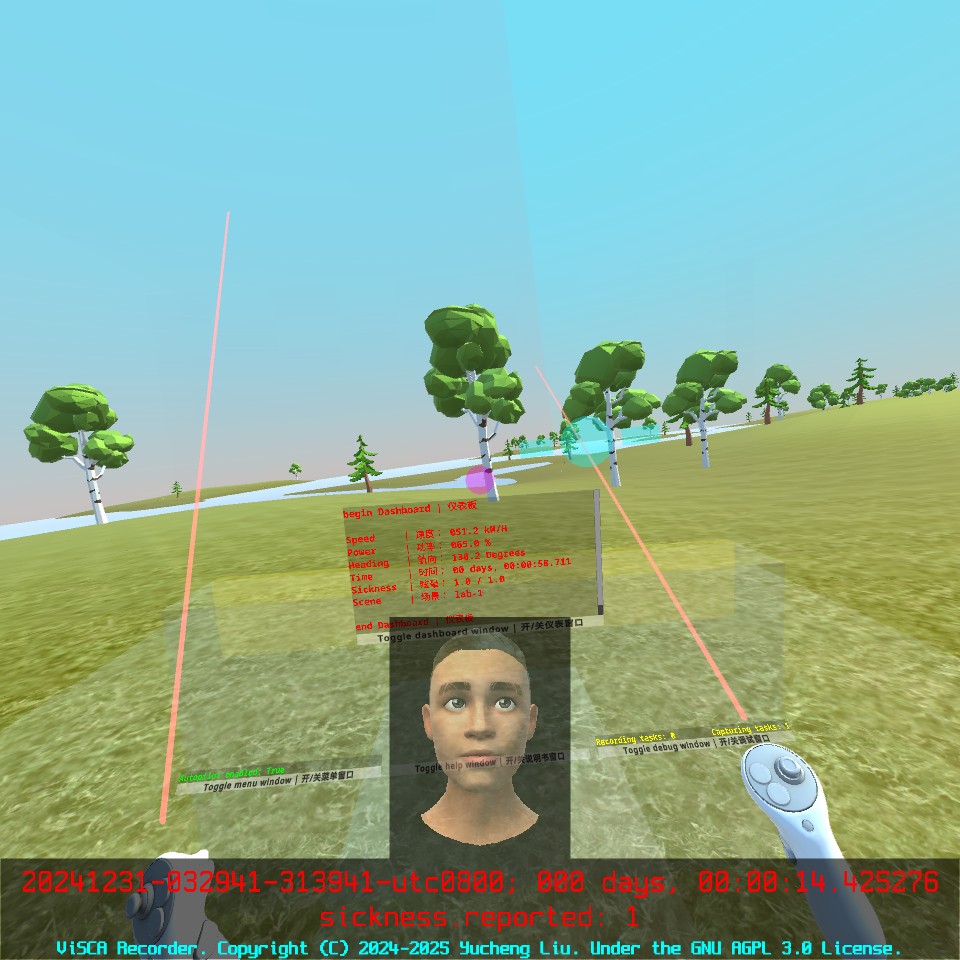 begin Dashboard | 仪表板
Speed | 速度: 051.2 kW/H
Power | 功率: 065.0 %
Heading | 航向: 130.2 Degrees
Time | 时间: 00 days, 00:00:58.711
Sickness | 眩晕: 1.0 / 1.0
Scene | 场景: lab-1
end Dashboard | 仪表板
Toggle dashboard window | 开/关仪表窗口
Recording tasks: 0 Capturing tasks: 1
Toggle debug window | 开/关调试窗口
Toggle help window | 开/关说明书窗口
Autopilot enabled: True
Toggle menu window | 开/关菜单窗口
20241231-032941-313941-utc0800; 000 days, 00:00:14.425276
sickness.reported: 1
ViSCA Recorder. Copyright (C) 2024-2025 Yucheng Liu. Under the GNU AGPL 3.0 License.